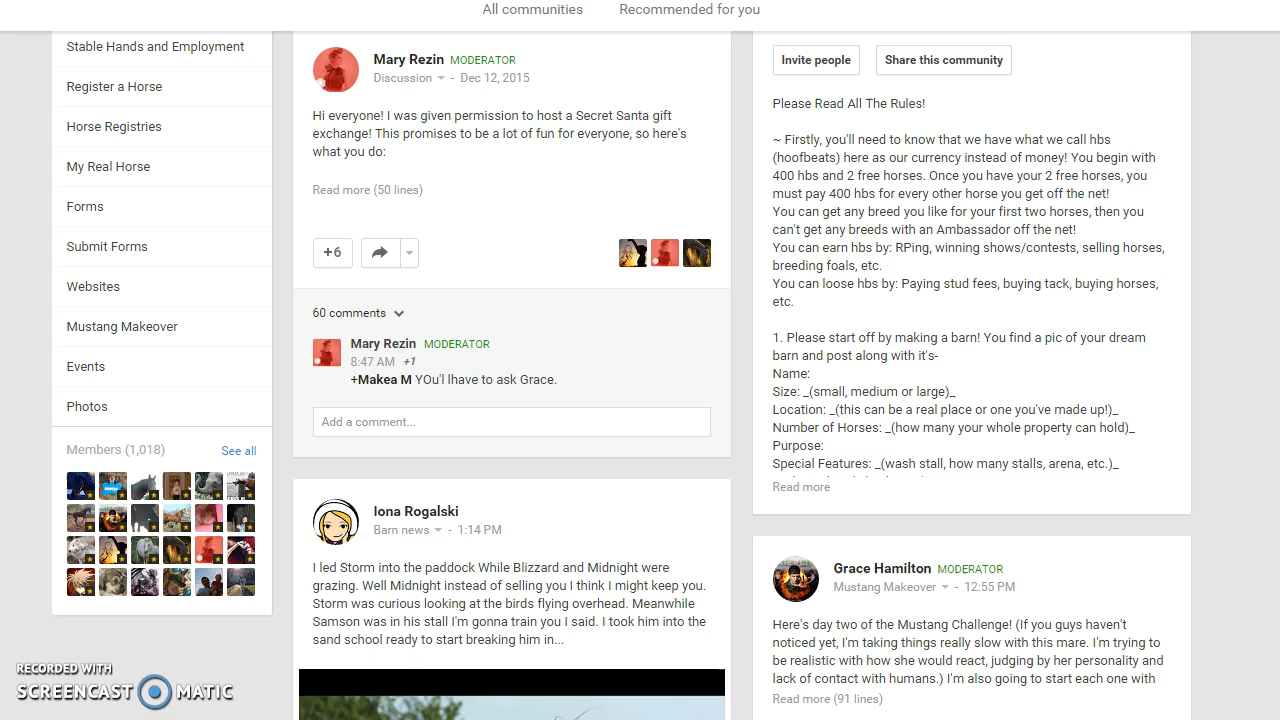 All communities
Recommended for you
Stable Hands and Employment
Register a Horse
Horse Registries
My Real Horse
Forms
Submit Forms
Websites
Mustang Makeover
Events
Photos
Members (1,018)
See all
Mary Rezin MODERATOR
Discussion - Dec 12, 2015
Hi everyone! I was given permission to host a Secret Santa gift
exchange! This promises to be a lot of fun for everyone, so here's
what you do:
Read more (50 lines)
+6
60 comments
Mary Rezin MODERATOR
8:47 AM +1
+Makea M YOu'l lhave to ask Grace.
Add a comment...
Iona Rogalski
Barn news - 1:14 PM
I led Storm into the paddock While Blizzard and Midnight were
grazing. Well Midnight instead of selling you I think I might keep you.
Storm was curious looking at the birds flying overhead. Meanwhile
Samson was in his stall I'm gonna train you I said. I took him into the
sand school ready to start breaking him in...
Invite people
Share this community
Please Read All The Rules!
~ Firstly, you'll need to know that we have what we call hbs
(hoofbeats) here as our currency instead of money! You begin with
400 hbs and 2 free horses. Once you have your 2 free horses, you
must pay 400 hbs for every other horse you get off the net!
You can get any breed you like for your first two horses, then you
can't get any breeds with an Ambassador off the net!
You can earn hbs by: RPing, winning shows/contests, selling horses,
breeding foals, etc.
You can loose hbs by: Paying stud fees, buying tack, buying horses,
etc.
1. Please start off by making a barn! You find a pic of your dream
barn and post along with it's-
Name:
Size: _(small, medium or large)_
Location: _(this can be a real place or one you've made up!)_
Number of Horses: _(how many your whole property can hold)_
Purpose:
Special Features: _(wash stall, how many stalls, arena, etc.)_
Read more
Grace Hamilton MODERATOR
Mustang Makeover - 12:55 PM
Here's day two of the Mustang Challenge! (If you guys haven't
noticed yet, I'm taking things really slow with this mare. I'm trying to
be realistic with how she would react, judging by her personality and
lack of contact with humans.) I'm also going to start each one with
Read more (91 lines)
RECORDED WITH
SCREENCAST MATIC